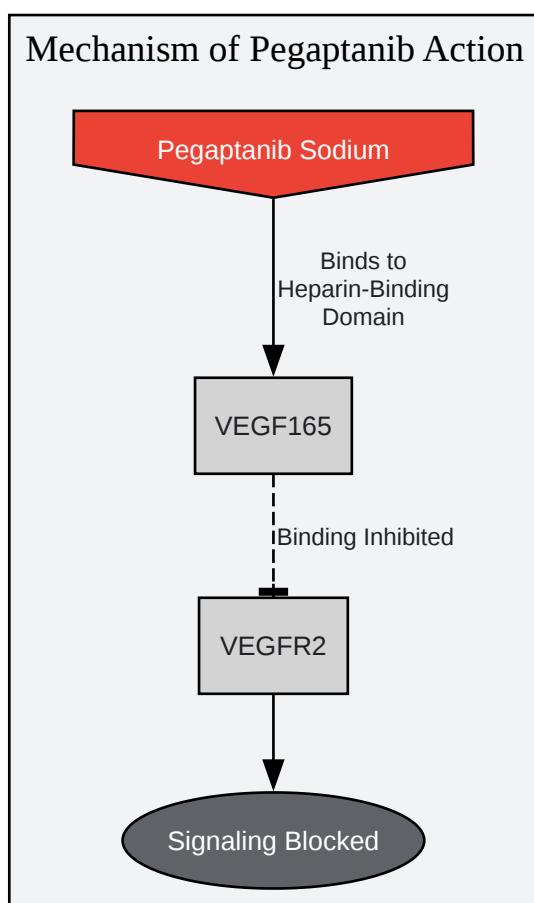 Mechanism of Pegaptanib Action
Pegaptanib Sodium
Binds to
Heparin-Binding
Domain
VEGF165
Binding Inhibited
VEGFR2
Signaling Blocked